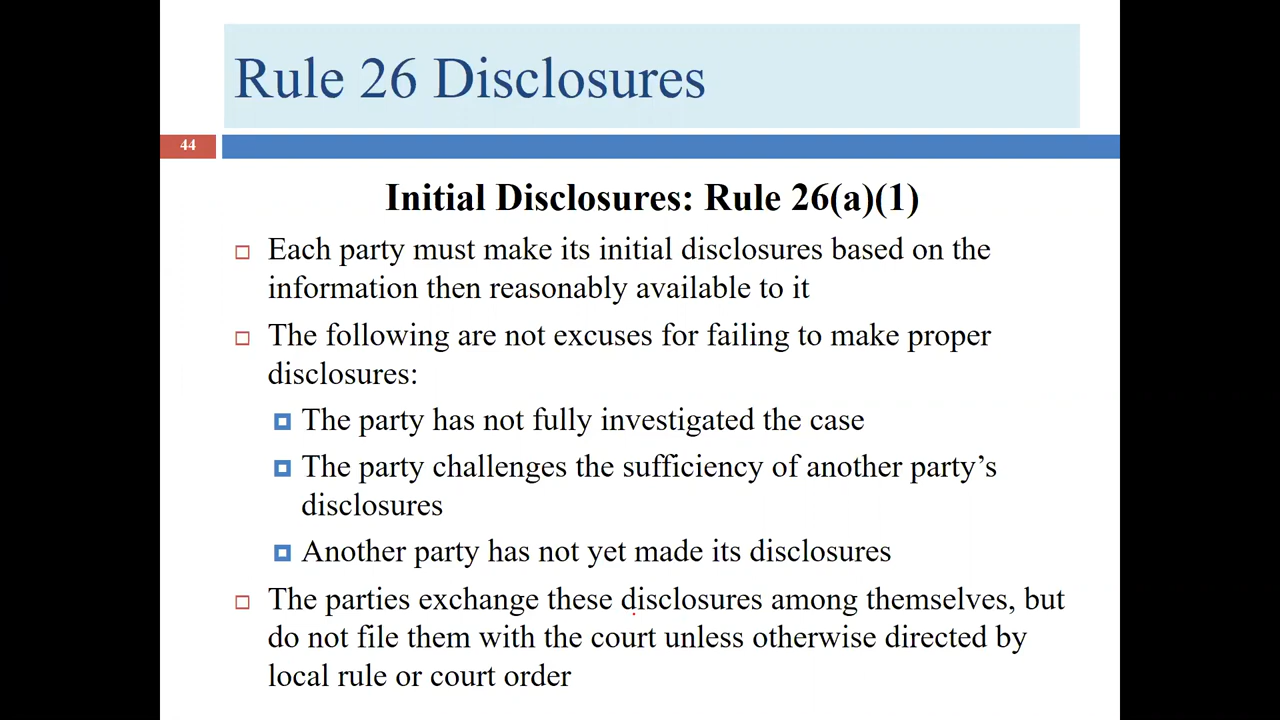 Rule 26 Disclosures
44
Initial Disclosures: Rule 26(a)(1)
Each party must make its initial disclosures based on the
information then reasonably available to it
The following are not excuses for failing to make proper
disclosures:
The party has not fully investigated the case
The party challenges the sufficiency of another party’s
disclosures
Another party has not yet made its disclosures
The parties exchange these disclosures among themselves, but
do not file them with the court unless otherwise directed by
local rule or court order